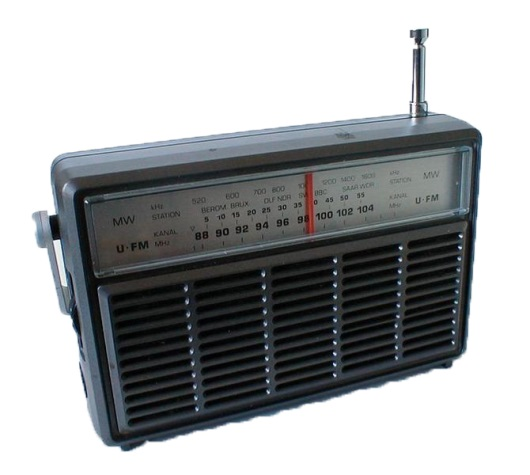 MW kHz 520 600 700 800 1200 1400 1600 kHz MW
STATION BEROM. BRUX. DLF NDR BBC SAAR WDR STATION
KANAL 5 10 15 20 25 30 35 40 45 50 55 KANAL
U·FM MHz 88 90 92 94 96 98 100 102 104 MHz U·FM